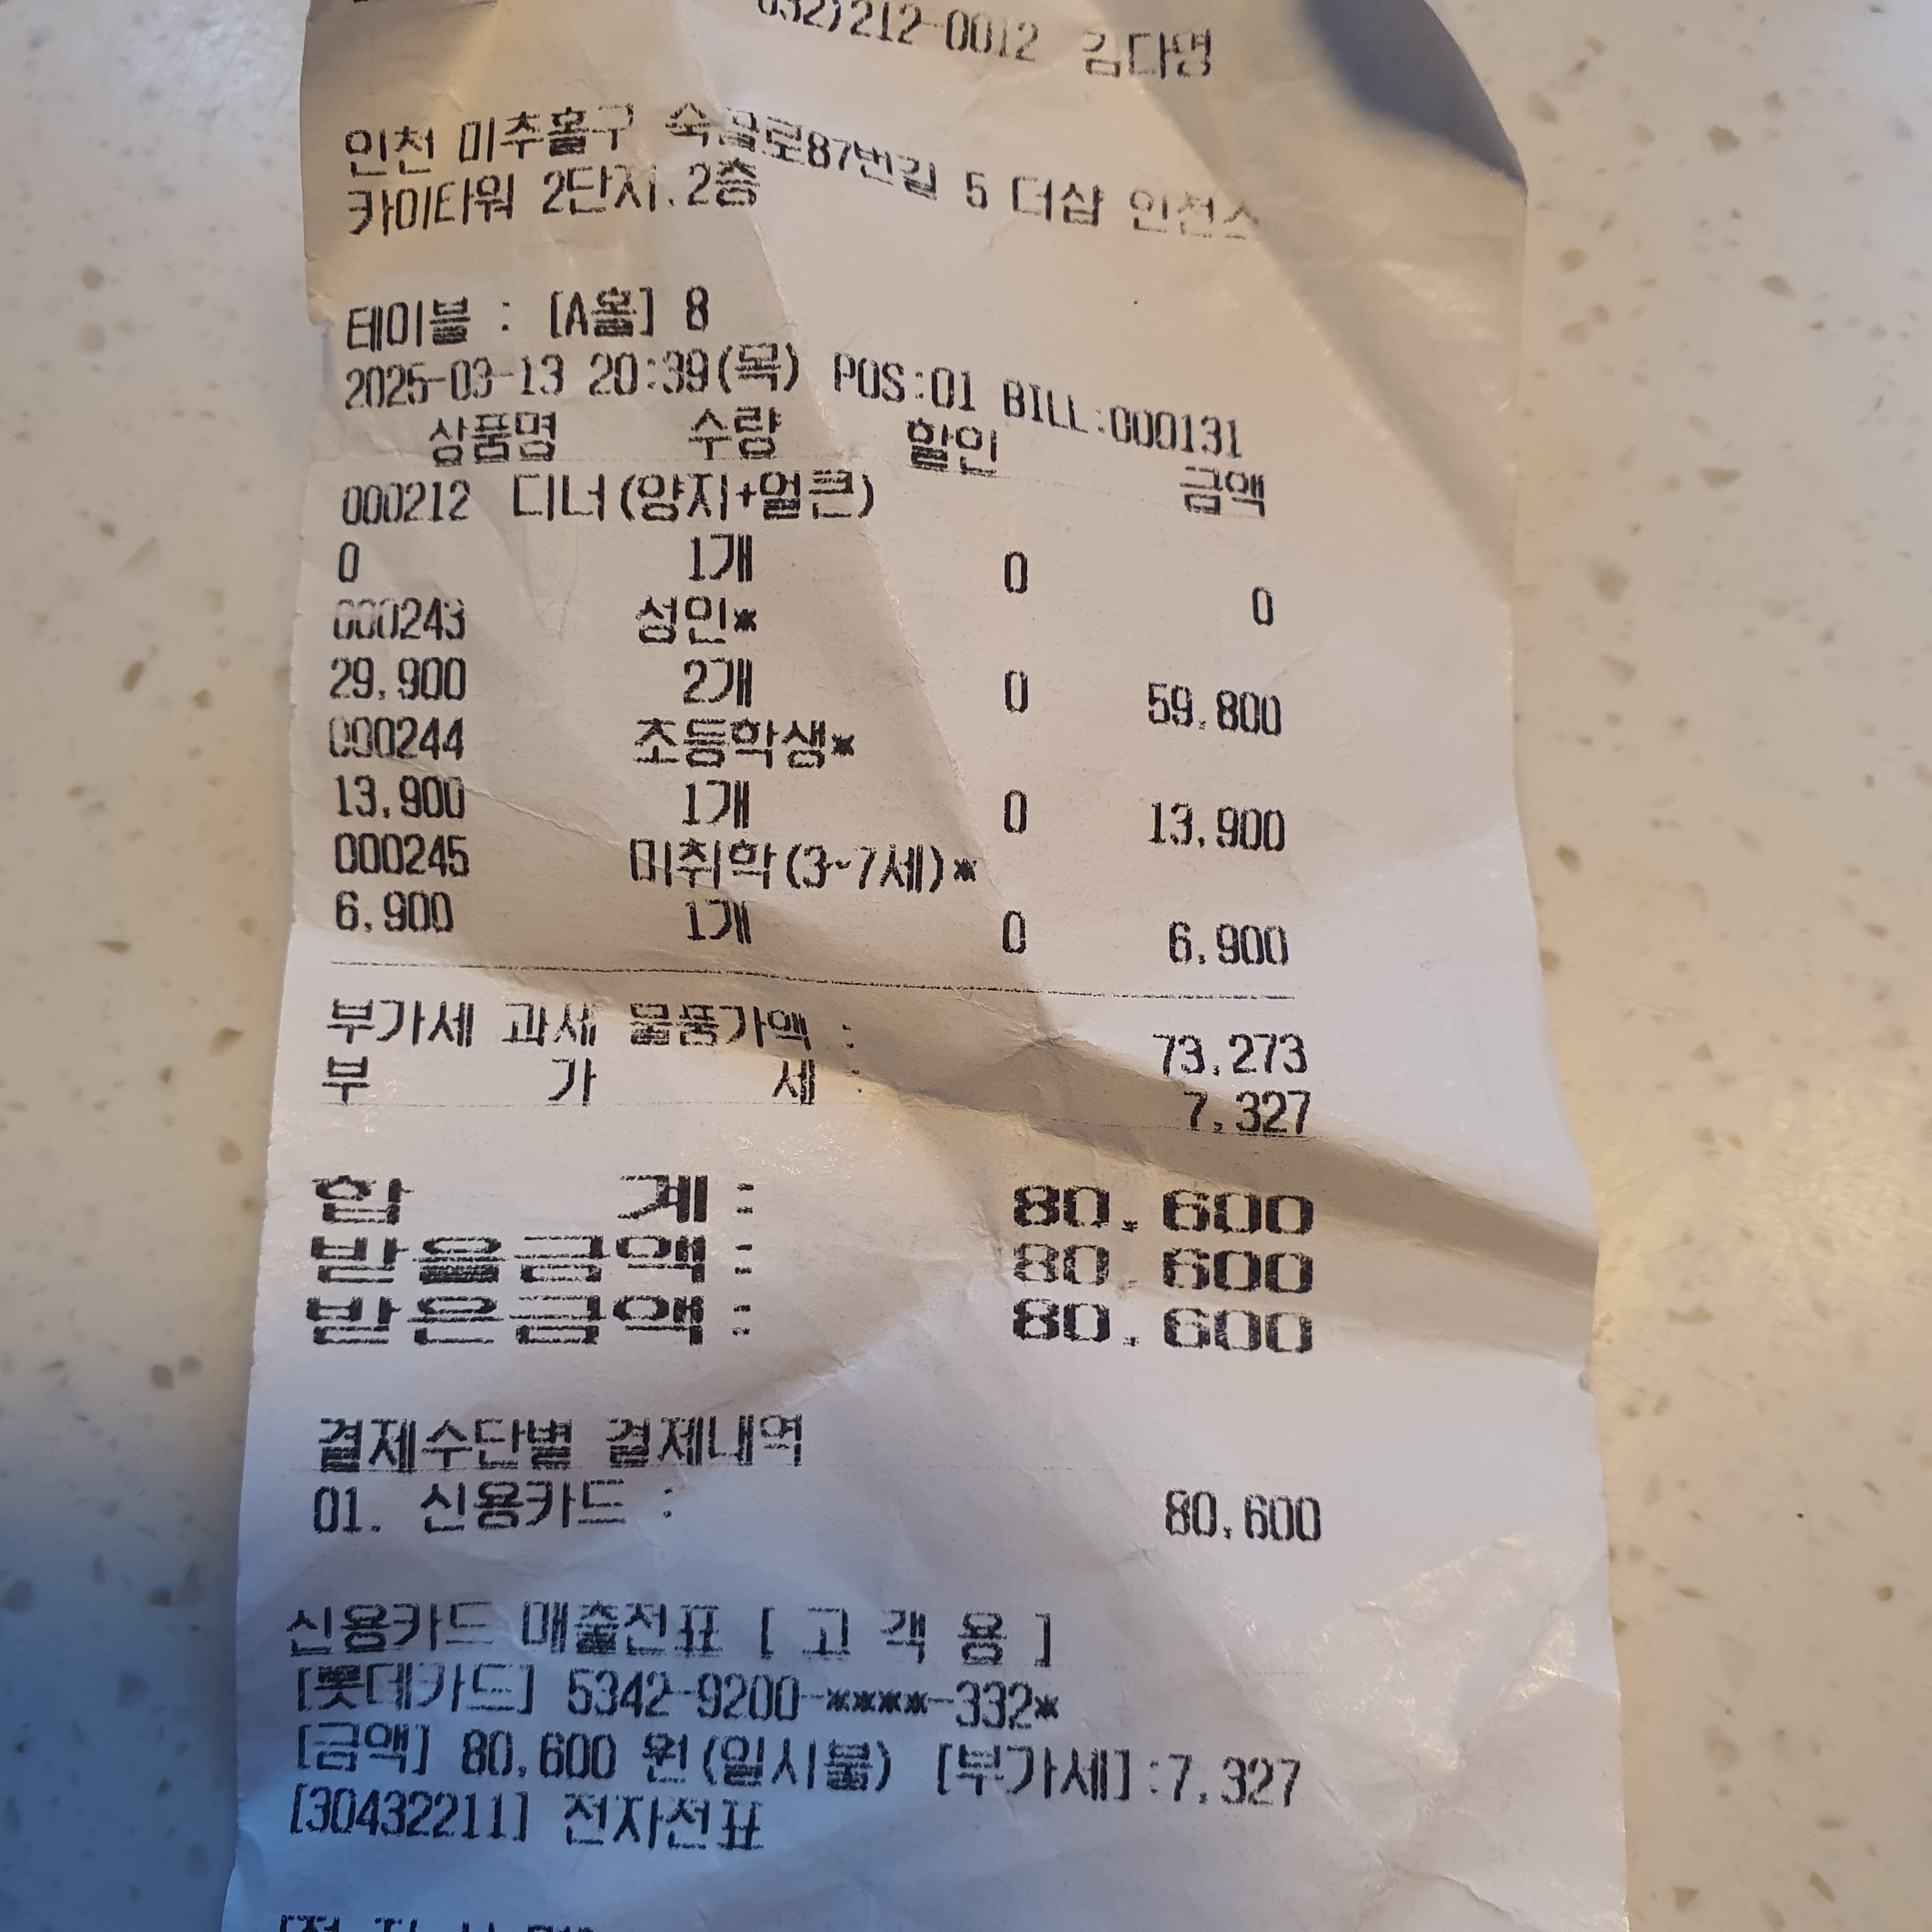 032)212-0012 김다영
인천 미추홀구 숙골로87번길 5 더샵 인천스
카이타워 2단지.2층
테이블 : [A홀] 8
2025-03-13 20:39(목) POS:01 BILL:000131
상품명 수량 할인 금액
000212 디너(양지+얼큰)
0 1개 0 0
000243 성인*
29,900 2개 0 59,800
000244 초등학생*
13,900 1개 0 13,900
000245 미취학(3~7세)*
6,900 1개 0 6,900
부가세 과세 물품가액 : 73,273
부 가 세 : 7,327
합 계 : 80,600
받을금액 : 80,600
받은금액 : 80,600
결제수단별 결제내역
01. 신용카드 : 80,600
신용카드 매출전표 [ 고 객 용 ]
[롯데카드] 5342-9200-****-332*
[금액] 80,600 원(일시불) [부가세]:7,327
[30432211] 전자전표